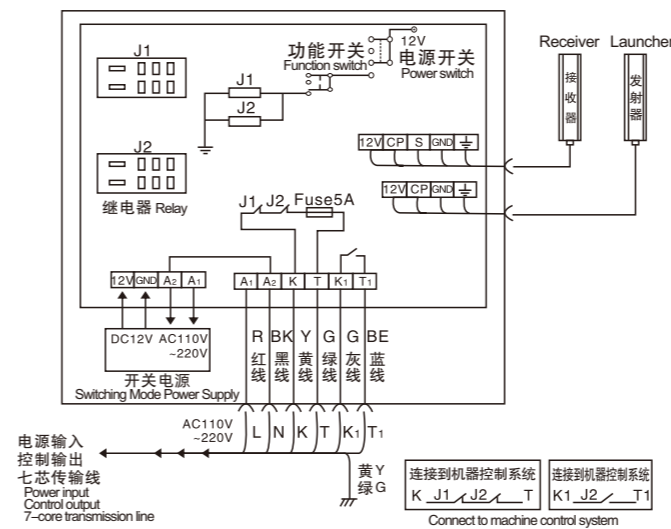 J1
功能开关
Function switch
12V
电源开关
Power switch
Receiver
Launcher
接收器
发射器
J1
J2
12V CP S GND
12V CP GND
J2
继电器 Relay
J1 J2 Fuse5A
12V GND A2 A1
A1 A2 K T K1 T1
DC12V AC110V
~220V
开关电源
Switching Mode Power Supply
R BK Y G G BE
红线 黑线 黄线 绿线 灰线 蓝线
AC110V
~220V
L N K T K1 T1
电源输入
控制输出
七芯传输线
Power input
Control output
7-core transmission line
黄Y
绿G
连接到机器控制系统
K J1 J2 T
连接到机器控制系统
K1 J2 T1
Connect to machine control system